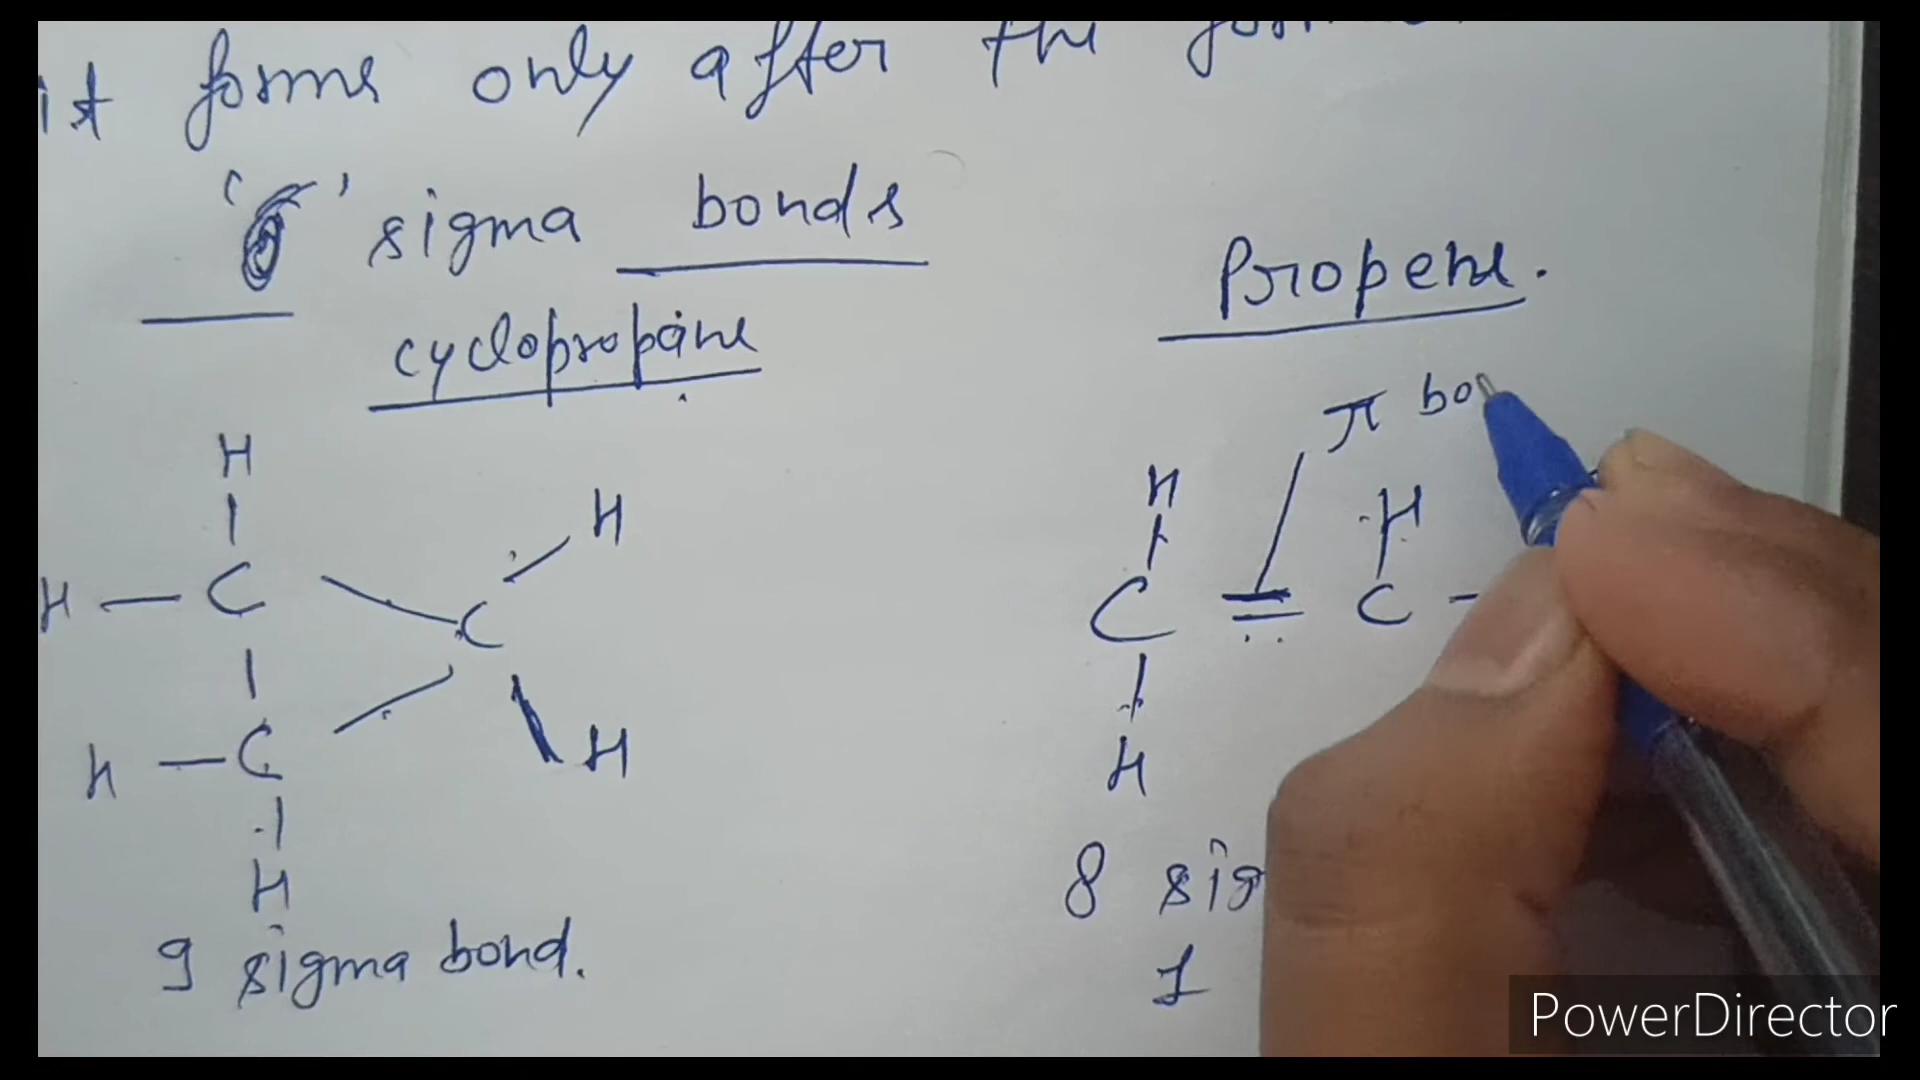 it forms only after the
'σ' sigma bonds
cyclopropane
Propene.
π bo
H
H
H
H
H - C
C
C = C -
H - C
H
H
H
8 sig
9 sigma bond.
1
PowerDirector